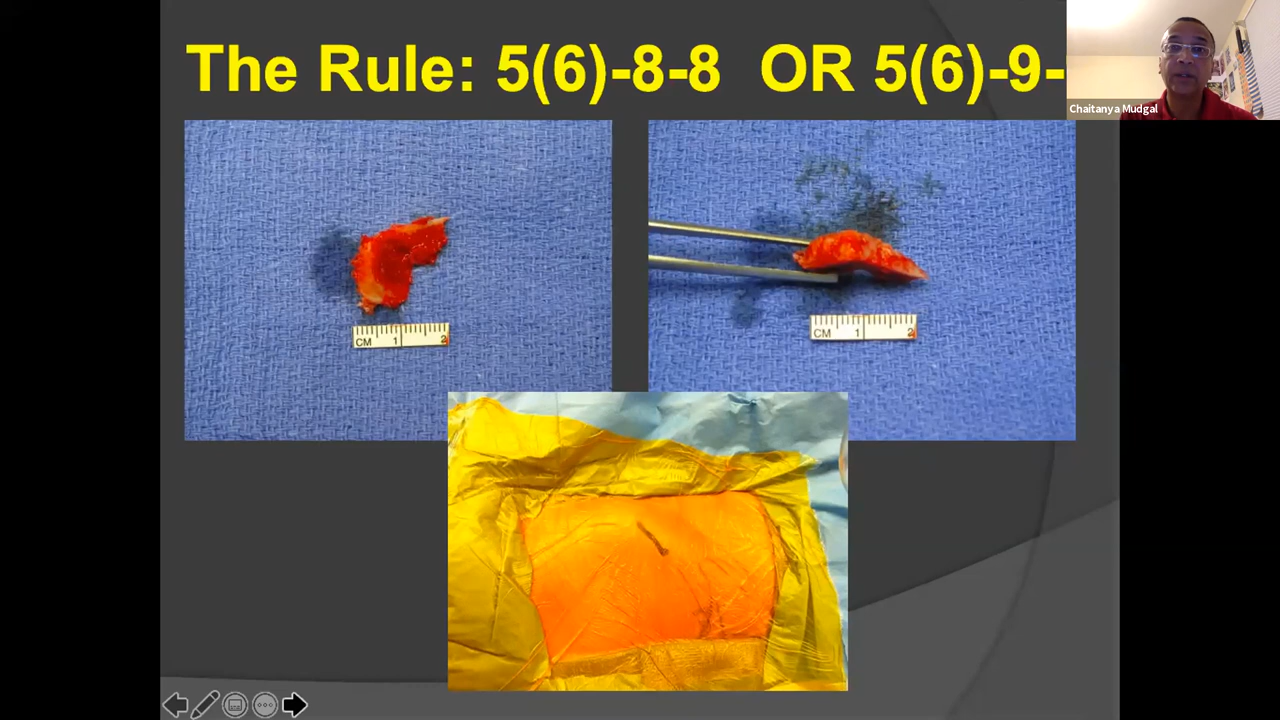 The Rule: 5(6)-8-8 OR 5(6)-9-
Chaitanya Mudgal
CM 1 2
CM 1 2